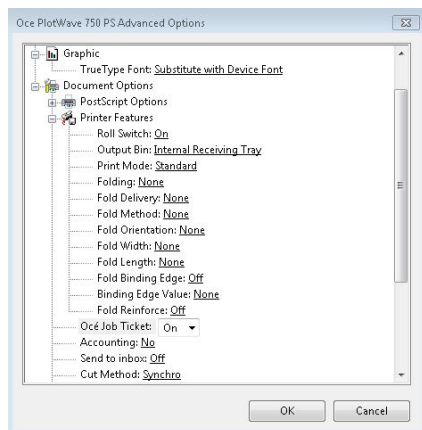 Oce PlotWave 750 PS Advanced Options
Graphic
TrueType Font: Substitute with Device Font
Document Options
PostScript Options
Printer Features
Roll Switch: On
Output Bin: Internal Receiving Tray
Print Mode: Standard
Folding: None
Fold Delivery: None
Fold Method: None
Fold Orientation: None
Fold Width: None
Fold Length: None
Fold Binding Edge: Off
Binding Edge Value: None
Fold Reinforce: Off
Océ Job Ticket: On
Accounting: No
Send to inbox: Off
Cut Method: Synchro
OK Cancel